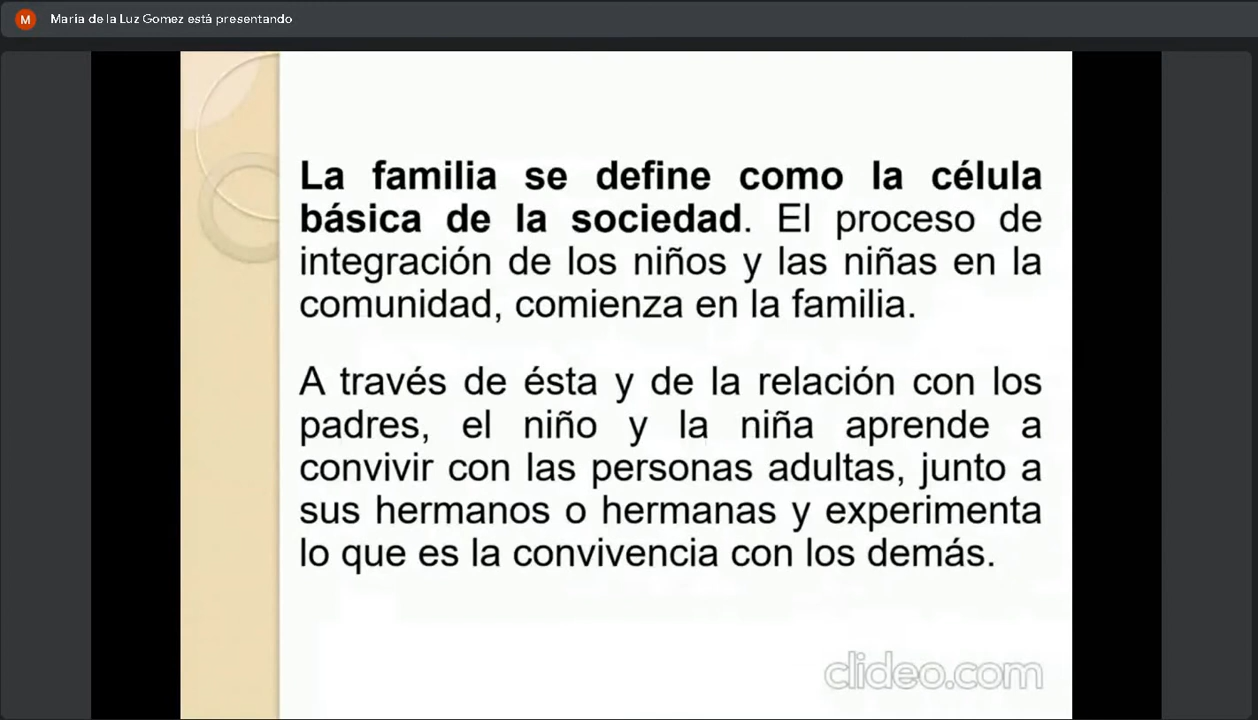 M María de la Luz Gomez está presentando
La familia se define como la célula
básica de la sociedad. El proceso de
integración de los niños y las niñas en la
comunidad, comienza en la familia.
A través de ésta y de la relación con los
padres, el niño y la niña aprende a
convivir con las personas adultas, junto a
sus hermanos o hermanas y experimenta
lo que es la convivencia con los demás.
clideo.com